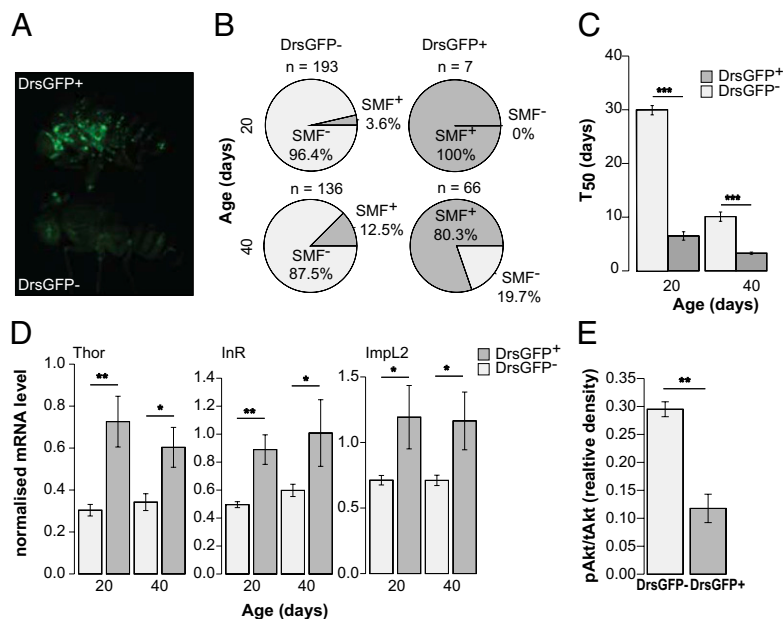 A
DrsGFP+
DrsGFP-
B
DrsGFP-
DrsGFP+
n = 193
n = 7
Age (days)
20
SMF+
3.6%
SMF-
96.4%
SMF-
0%
SMF+
100%
n = 136
n = 66
40
SMF+
12.5%
SMF-
87.5%
SMF+
80.3%
SMF-
19.7%
C
T50
40
30
20
10
0
DrsGFP+
DrsGFP-
***
***
20
40
Age (days)
D
normalised mRNA level
Thor
1.0
0.8
0.6
0.4
0.2
0.0
**
*
20
40
InR
1.4
1.2
1.0
0.8
0.6
0.4
0.2
0.0
**
*
20
40
ImpL2
1.5
1.0
0.5
0.0
*
*
20
40
DrsGFP+
DrsGFP-
Age (days)
E
pAkt/tAkt (realtive density)
0.30
0.25
0.20
0.15
0.10
0.05
0.00
**
DrsGFP- DrsGFP+